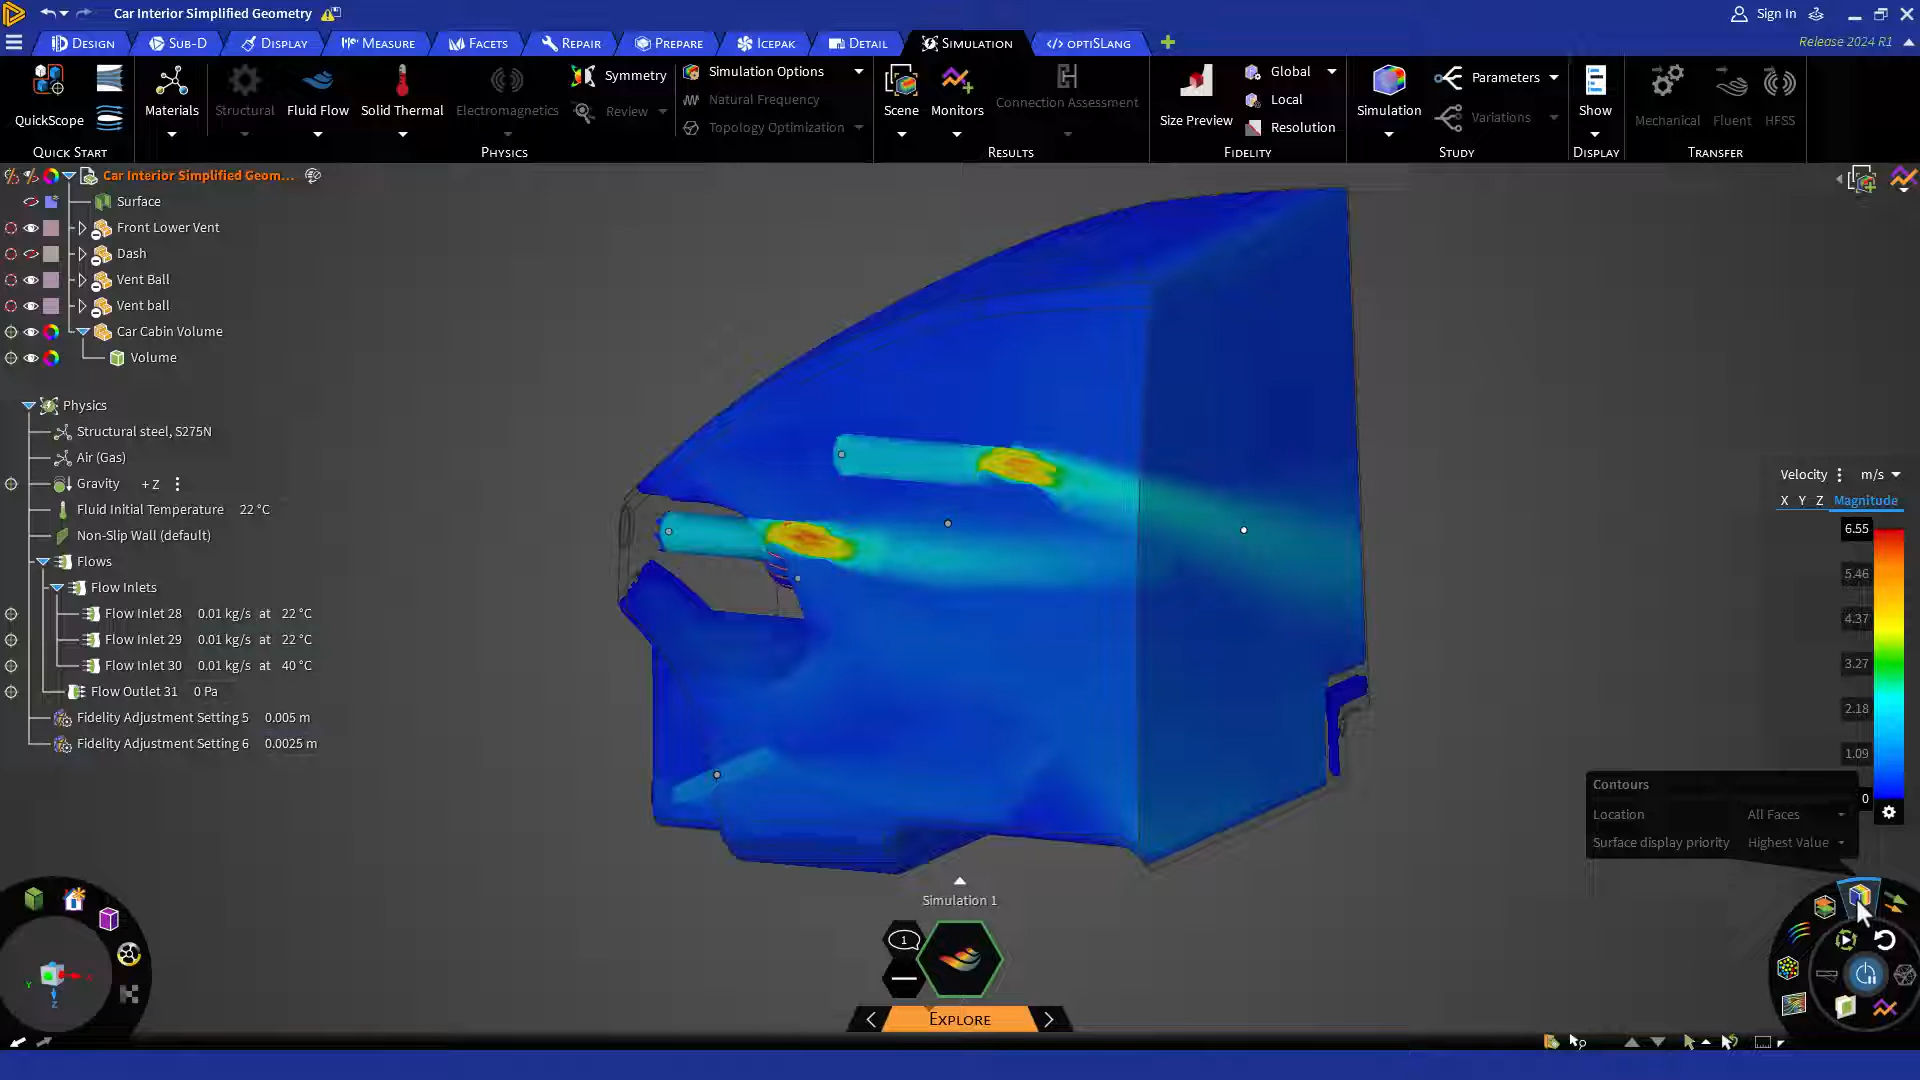 Car Interior Simplified Geometry
Sign In
Design
Sub-D
Display
Measure
Facets
Repair
Prepare
Icepak
Detail
Simulation
optiSLang
Release 2024 R1
QuickScope
Quick Start
Materials
Structural
Fluid Flow
Solid Thermal
Electromagnetics
Symmetry
Review
Simulation Options
Natural Frequency
Topology Optimization
Physics
Scene
Monitors
Connection Assessment
Results
Size Preview
Global
Local
Resolution
Fidelity
Simulation
Parameters
Variations
Study
Show
Display
Mechanical
Fluent
HFSS
Transfer
Car Interior Simplified Geom...
Surface
Front Lower Vent
Dash
Vent Ball
Vent ball
Car Cabin Volume
Volume
Physics
Structural steel, S275N
Air (Gas)
Gravity +Z
Fluid Initial Temperature 22 °C
Non-Slip Wall (default)
Flows
Flow Inlets
Flow Inlet 28 0.01 kg/s at 22 °C
Flow Inlet 29 0.01 kg/s at 22 °C
Flow Inlet 30 0.01 kg/s at 40 °C
Flow Outlet 31 0 Pa
Fidelity Adjustment Setting 5 0.005 m
Fidelity Adjustment Setting 6 0.0025 m
Velocity m/s
X Y Z Magnitude
6.55
5.46
4.37
3.27
2.18
1.09
0
Contours
Location All Faces
Surface display priority Highest Value
Simulation 1
1
Explore
Y
X
Z